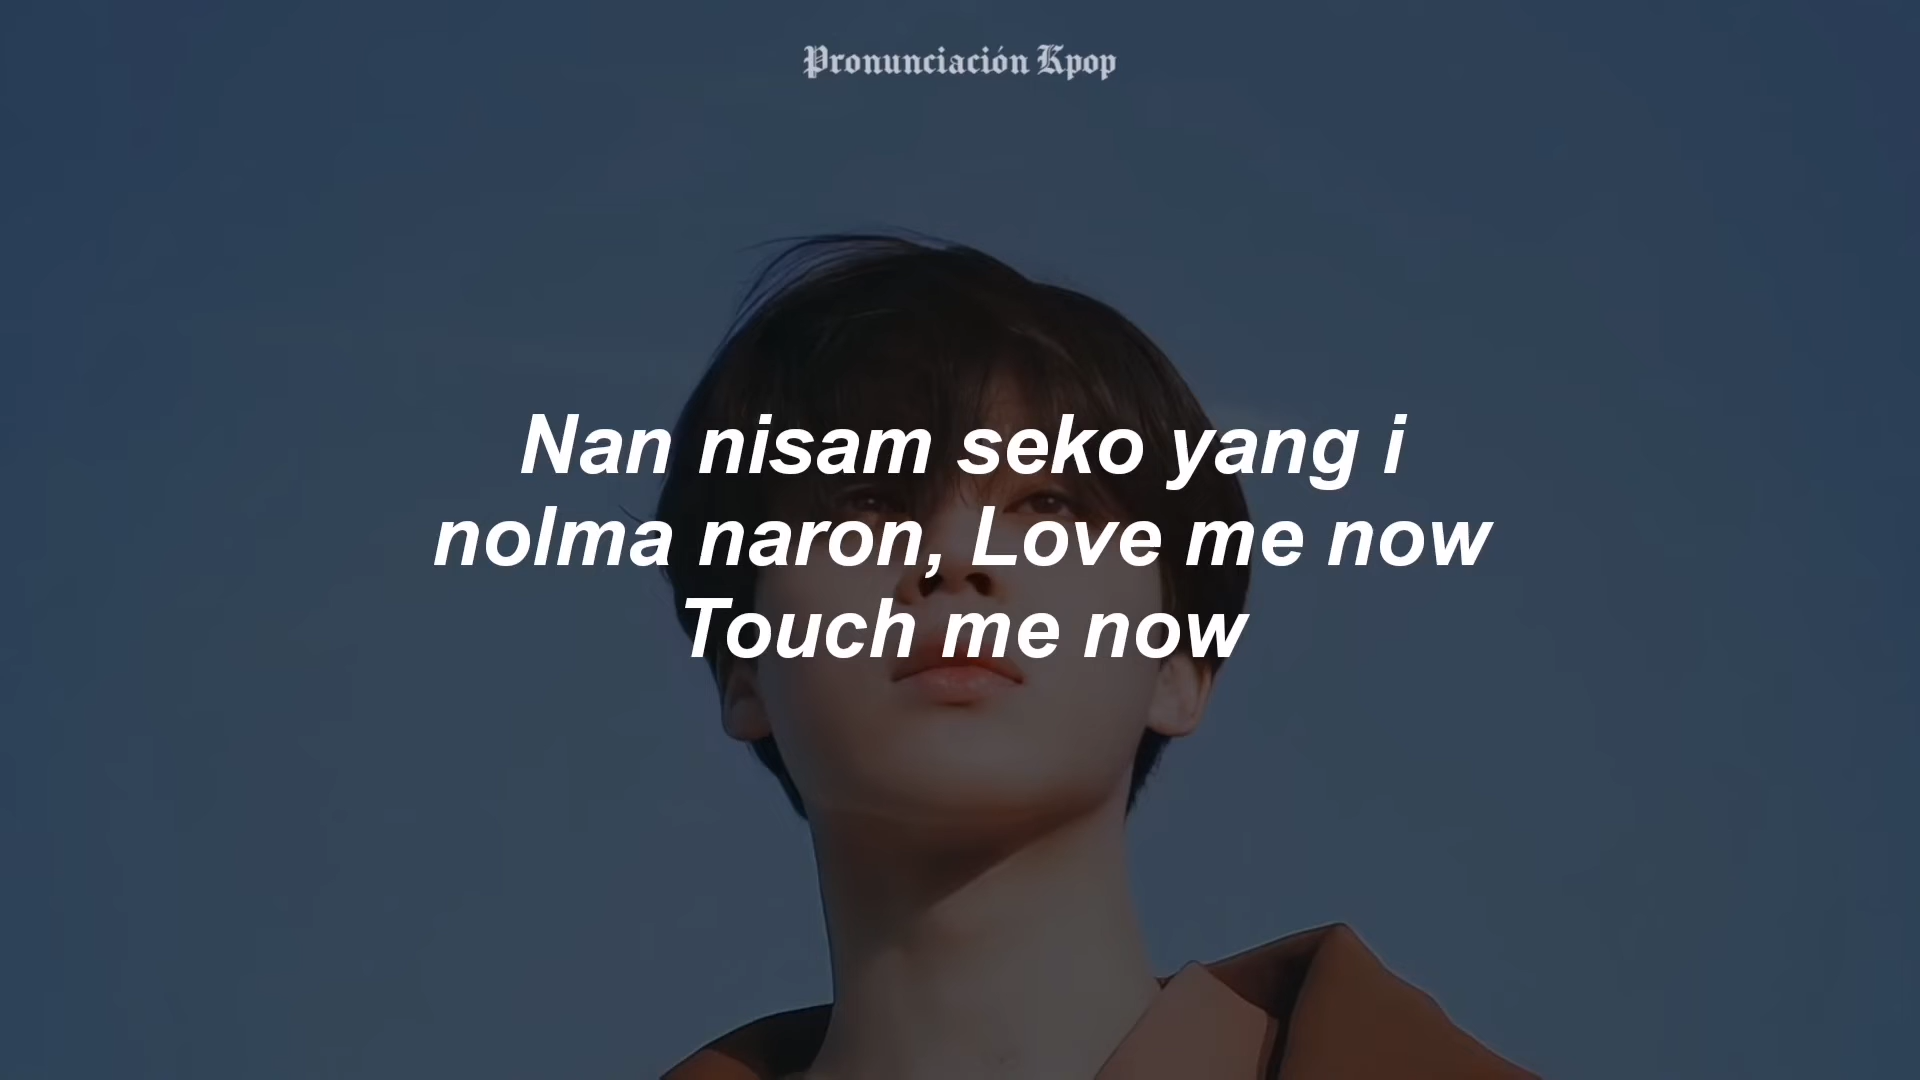 Pronunciación Kpop
Nan nisam seko yang i
nolma naron, Love me now
Touch me now